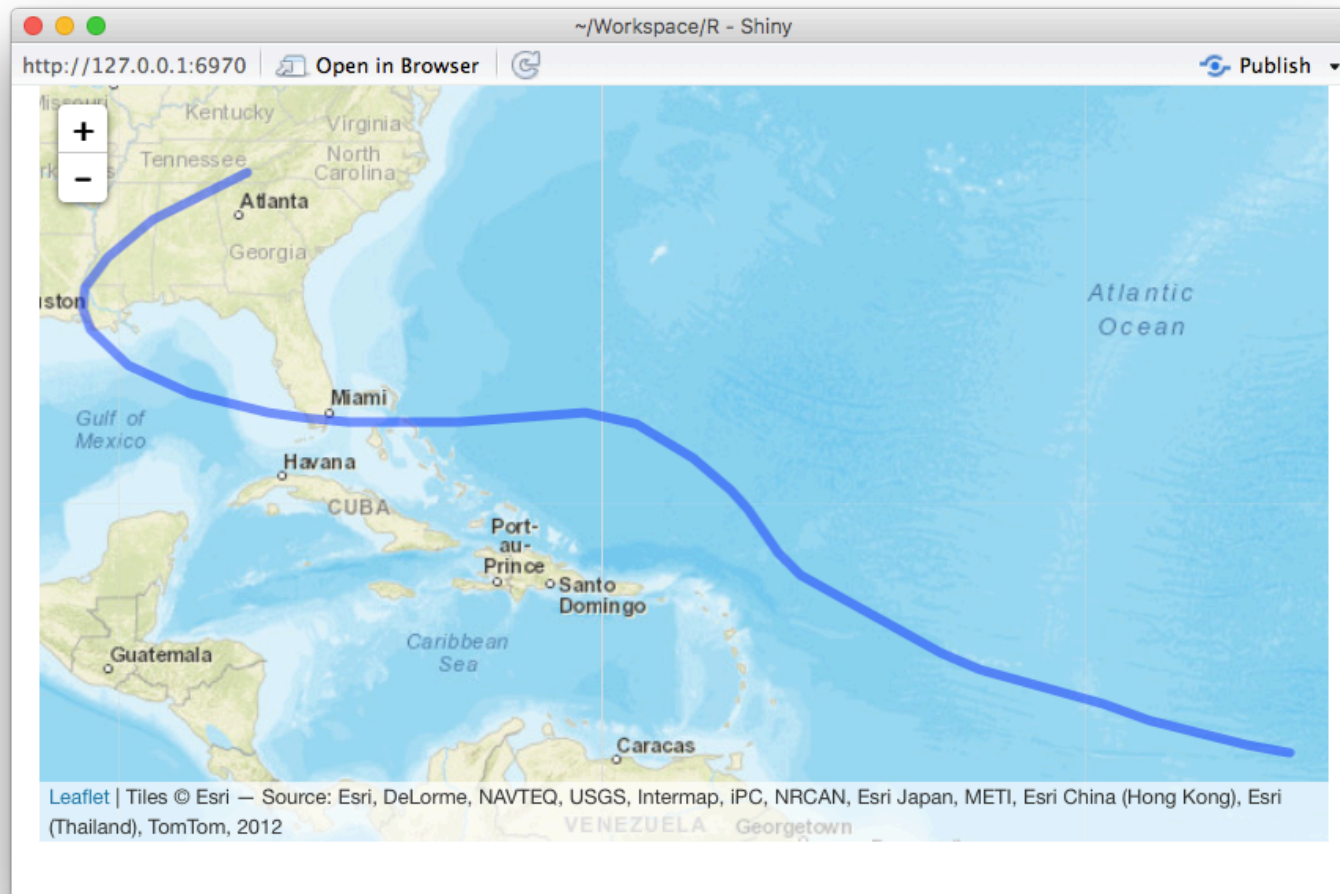 ~/Workspace/R - Shiny
http://127.0.0.1:6970
Open in Browser
Publish
+
−
Kentucky
Virginia
Tennessee
North
Carolina
Atlanta
Georgia
Atlantic
Ocean
Miami
Gulf of
Mexico
Havana
CUBA
Port-
au-
Prince
Santo
Domingo
Caribbean
Sea
Guatemala
Caracas
Leaflet | Tiles © Esri — Source: Esri, DeLorme, NAVTEQ, USGS, Intermap, iPC, NRCAN, Esri Japan, METI, Esri China (Hong Kong), Esri
(Thailand), TomTom, 2012
VENEZUELA
Georgetown